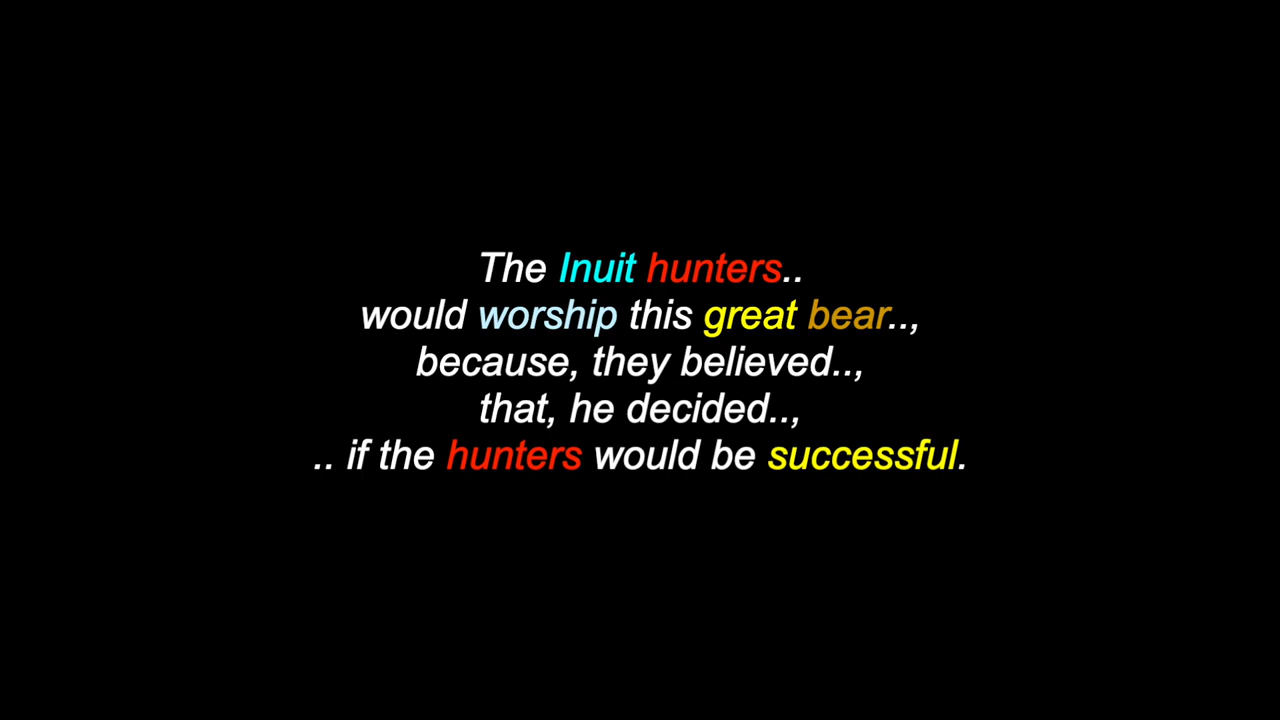 The Inuit hunters..
would worship this great bear..,
because, they believed..,
that, he decided..,
.. if the hunters would be successful.